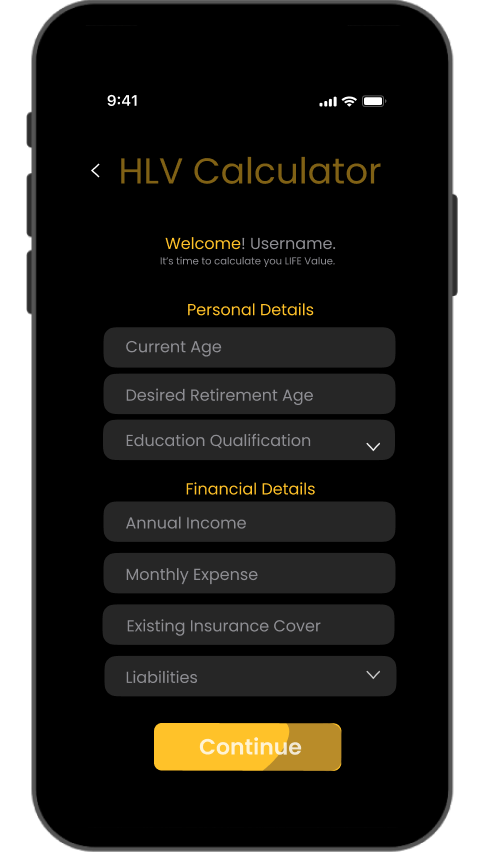 9:41
HLV Calculator
Welcome! Username.
It's time to calculate you LIFE Value.
Personal Details
Current Age
Desired Retirement Age
Education Qualification
Financial Details
Annual Income
Monthly Expense
Existing Insurance Cover
Liabilities
Continue